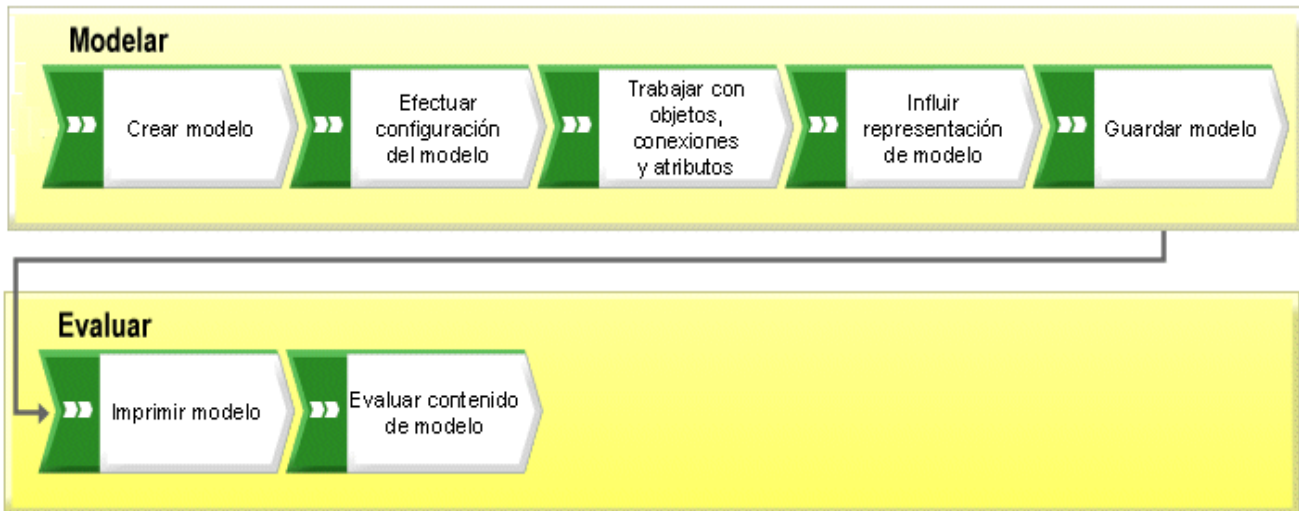 Modelar
Crear modelo
Efectuar
configuración
del modelo
Trabajar con
objetos,
conexiones
y atributos
Influir
representación
de modelo
Guardar modelo
Evaluar
Imprimir modelo
Evaluar contenido
de modelo